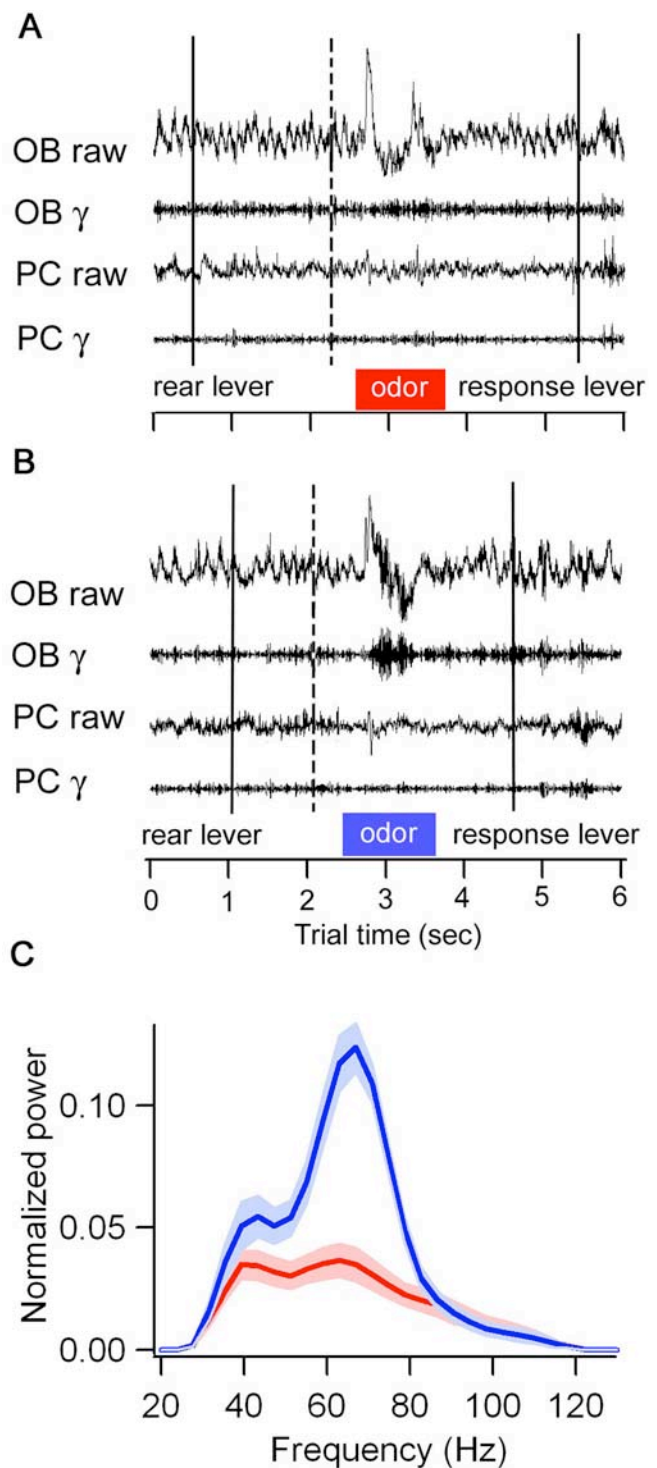 A
OB raw
OB γ
PC raw
PC γ
rear lever odor response lever
B
OB raw
OB γ
PC raw
PC γ
rear lever odor response lever
0 1 2 3 4 5 6
Trial time (sec)
C
Normalized power
0.10
0.05
0.00
20 40 60 80 100 120
Frequency (Hz)